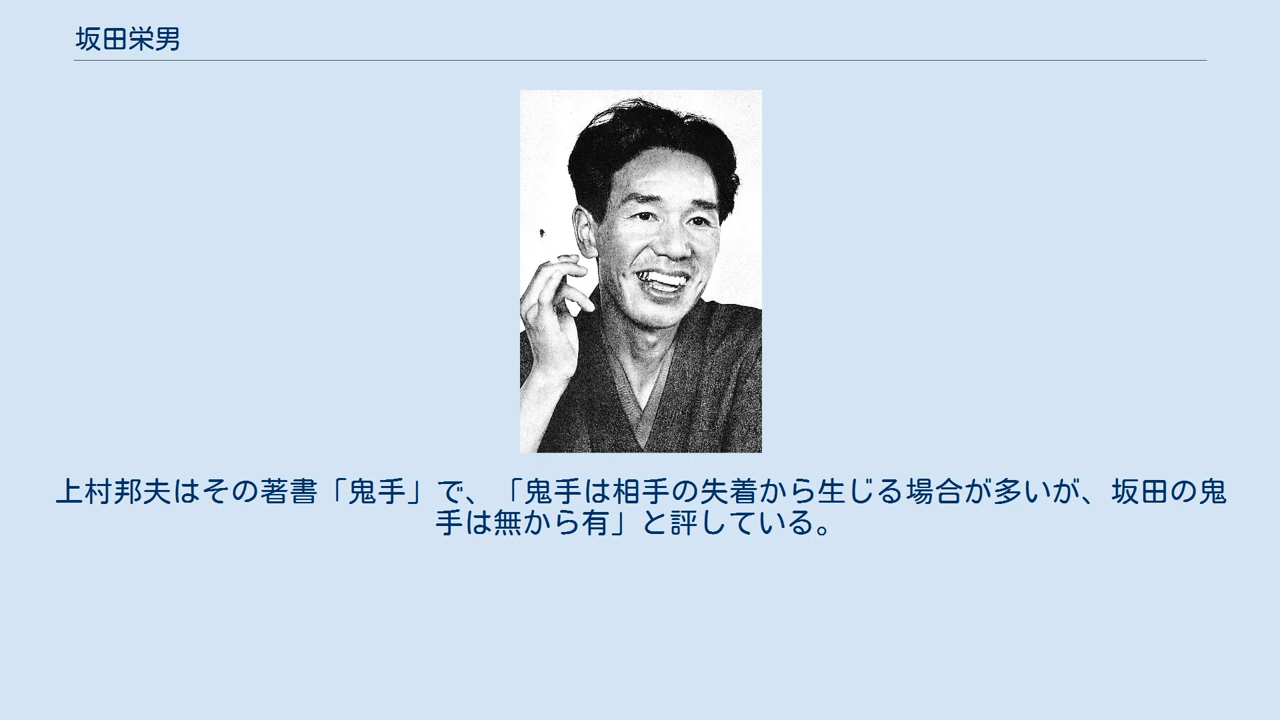 坂田栄男
上村邦夫はその著書「鬼手」で、「鬼手は相手の失着から生じる場合が多いが、坂田の鬼
手は無から有」と評している。